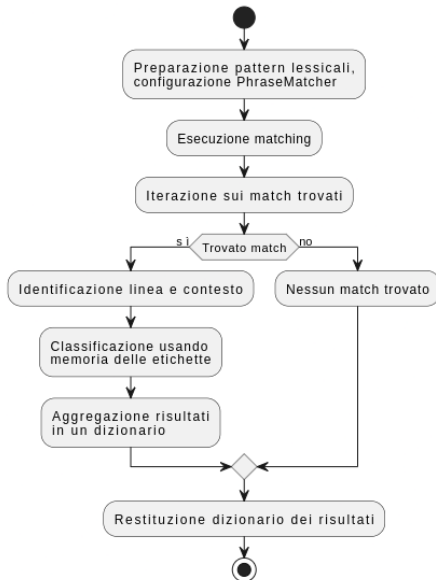 Preparazione pattern lessicali,
configurazione PhraseMatcher
Esecuzione matching
Iterazione sui match trovati
sì
Trovato match
no
Identificazione linea e contesto
Nessun match trovato
Classificazione usando
memoria delle etichette
Aggregazione risultati
in un dizionario
Restituzione dizionario dei risultati